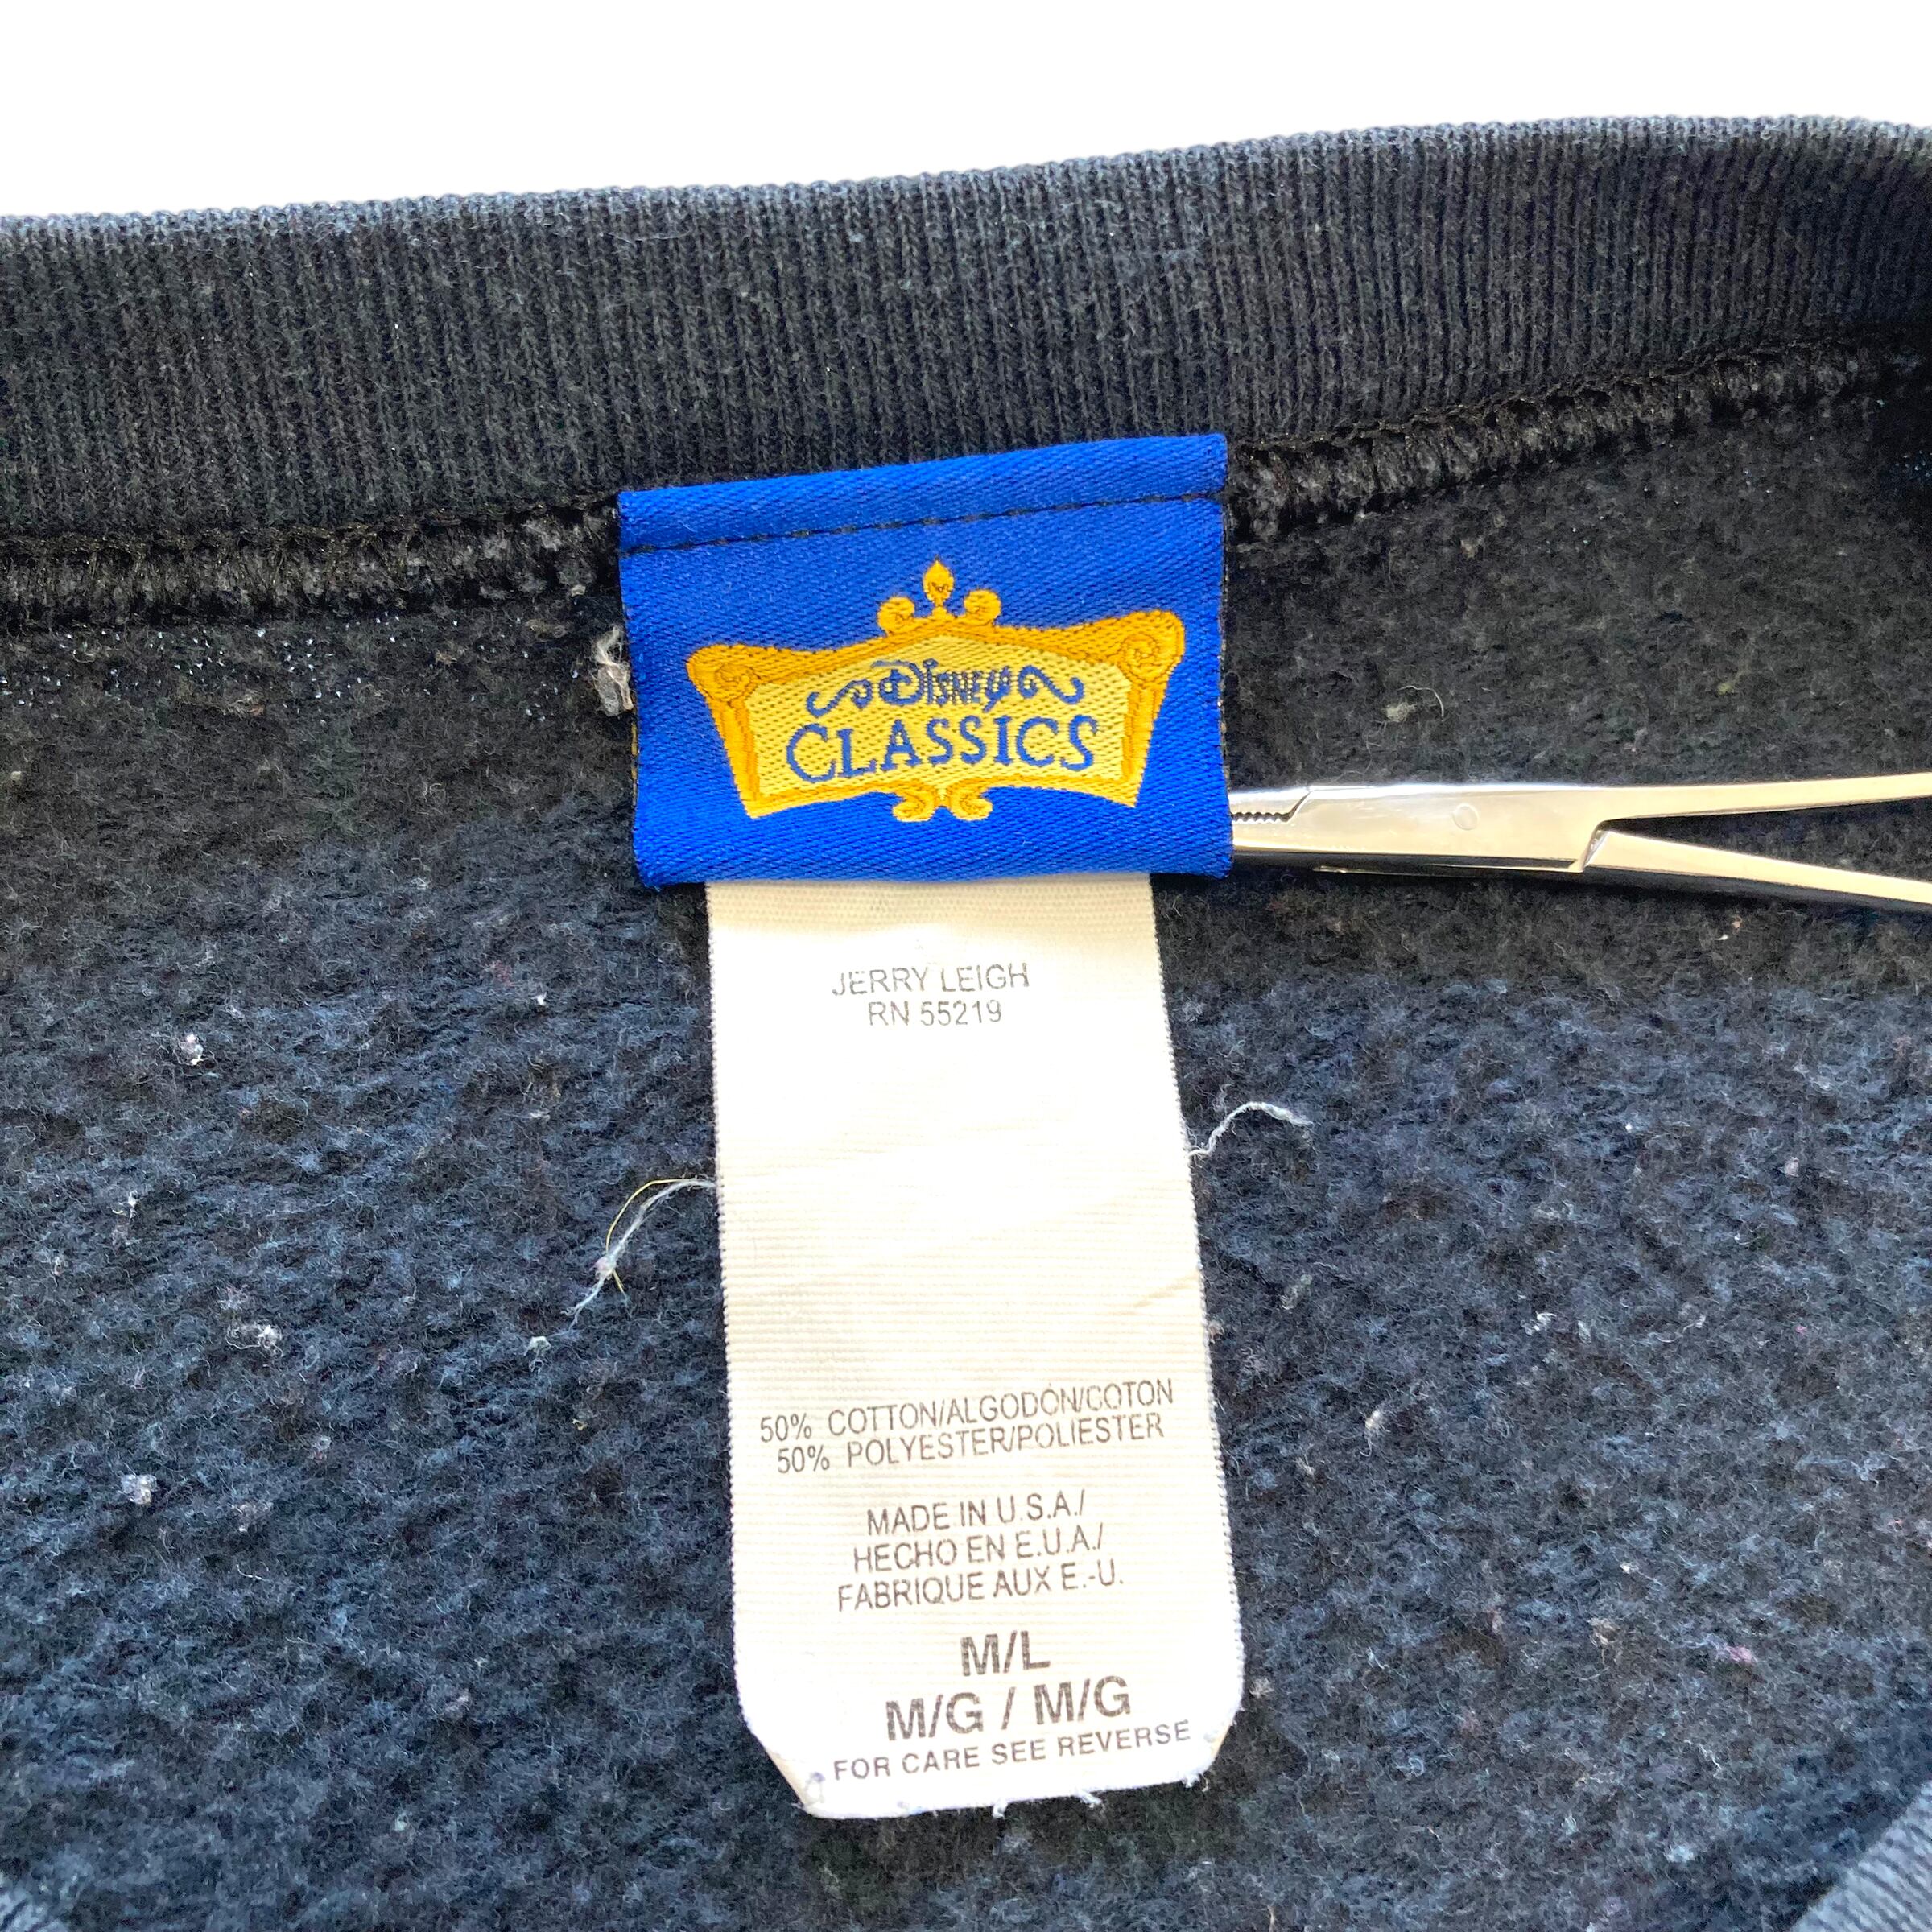 Disney
CLASSICS
JERRY LEIGH
RN 55219
50% COTTON/ALGODÓN/COTON
50% POLYESTER/POLIESTER
MADE IN U.S.A./
HECHO EN E.U.A./
FABRIQUE AUX E.-U.
M/L
M/G / M/G
FOR CARE SEE REVERSE